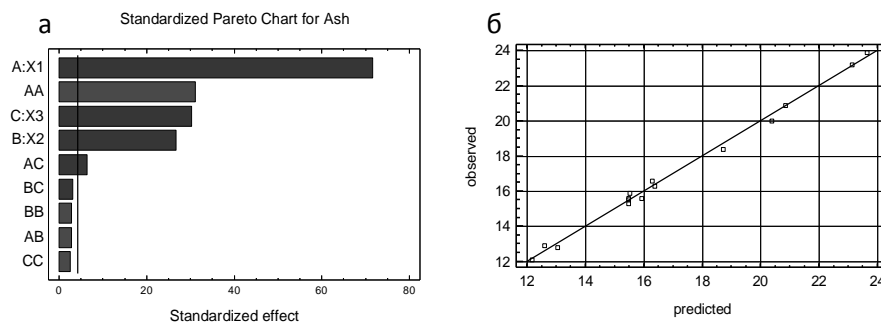 а
Standardized Pareto Chart for Ash
A:X1
AA
C:X3
B:X2
AC
BC
BB
AB
CC
0 20 40 60 80
Standardized effect
б
24
22
20
18
16
14
12
observed
12 14 16 18 20 22 24
predicted